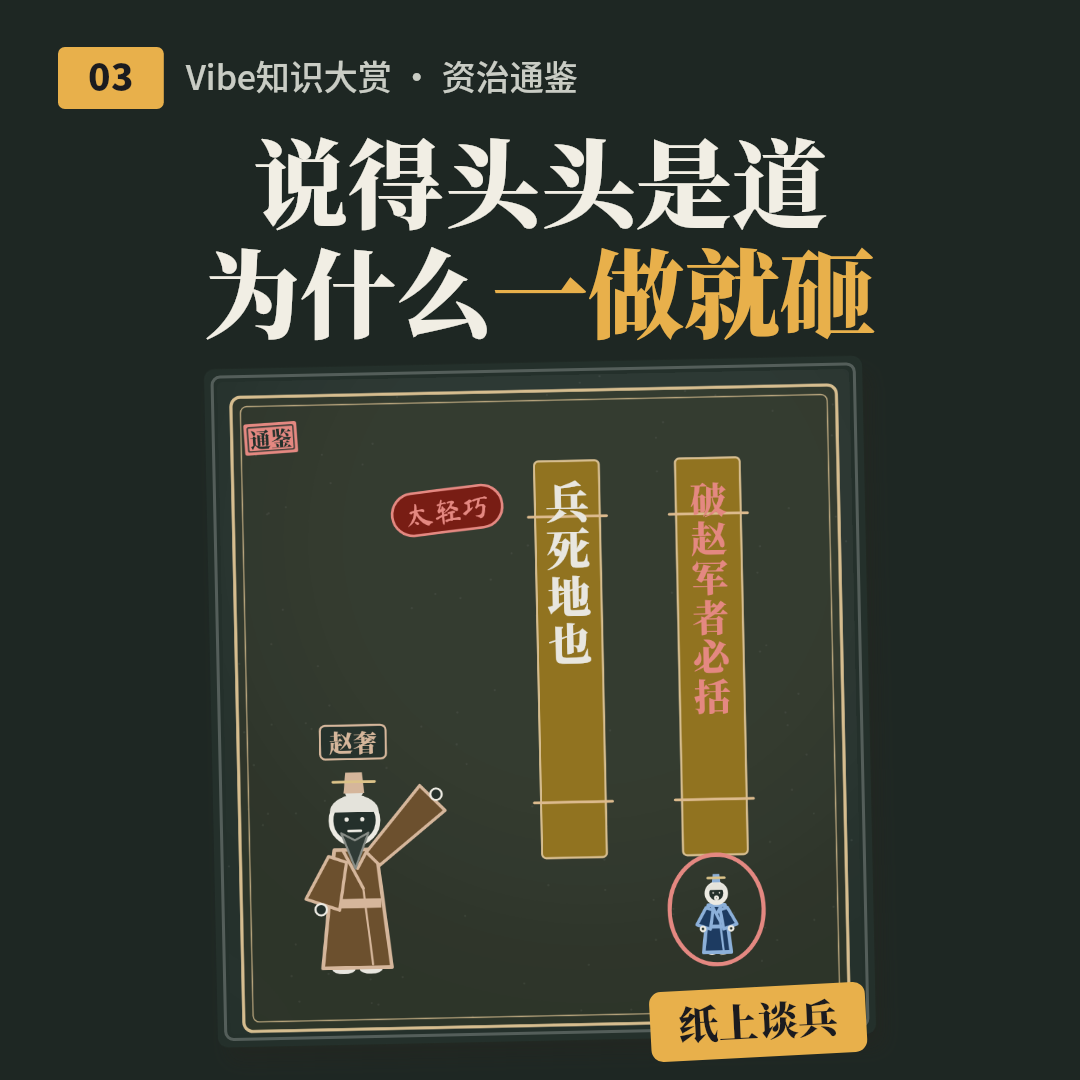 03
Vibe知识大赏 · 资治通鉴
说得头头是道
为什么一做就砸
通鉴
太轻巧
破赵军者必括
兵死地也
赵奢
纸上谈兵